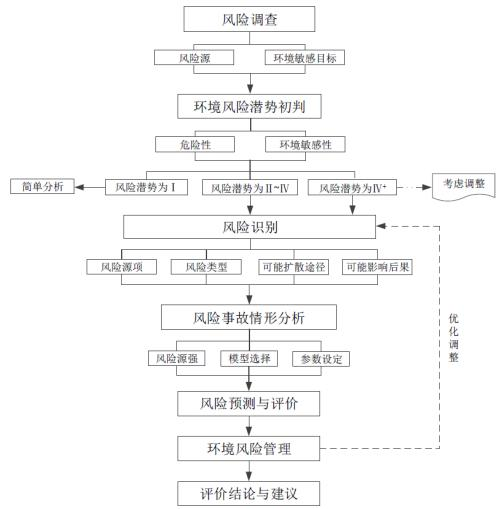 风险调查
风险源
环境敏感目标
环境风险潜势初判
危险性
环境敏感性
简单分析
风险潜势为Ⅰ
风险潜势为Ⅱ~Ⅳ
风险潜势为Ⅳ⁺
考虑调整
风险识别
风险源项
风险类型
可能扩散途径
可能影响后果
风险事故情形分析
优化调整
风险源强
模型选择
参数设定
风险预测与评价
环境风险管理
评价结论与建议